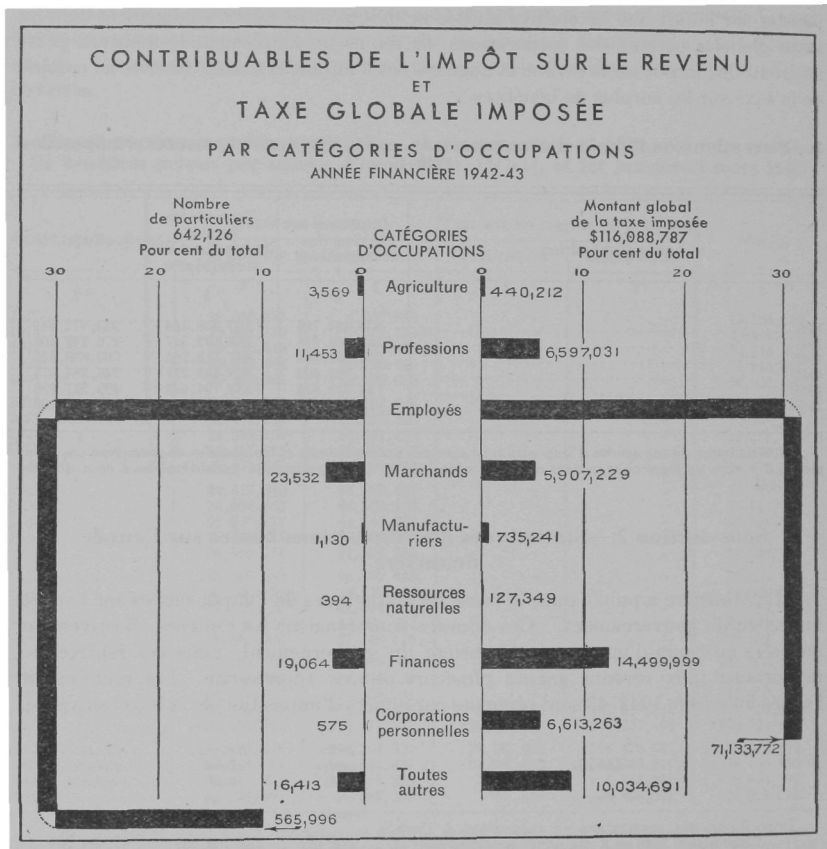 CONTRIBUABLES DE L'IMPÔT SUR LE REVENU
ET
TAXE GLOBALE IMPOSÉE
PAR CATÉGORIES D'OCCUPATIONS
ANNÉE FINANCIÈRE 1942-43
Nombre
de particuliers
642,126
Pour cent du total
CATÉGORIES
D'OCCUPATIONS
Montant global
de la taxe imposée
$116,088,787
Pour cent du total
30 20 10 0 0 10 20 30
3,569 Agriculture 440,212
11,453 Professions 6,597,031
Employés
23,532 Marchands 5,907,229
1,130 Manufactu-
riers 735,241
394 Ressources
naturelles 127,349
19,064 Finances 14,499,999
575 Corporations
personnelles 6,613,263
71,133,772
16,413 Toutes
autres 10,034,691
565,996